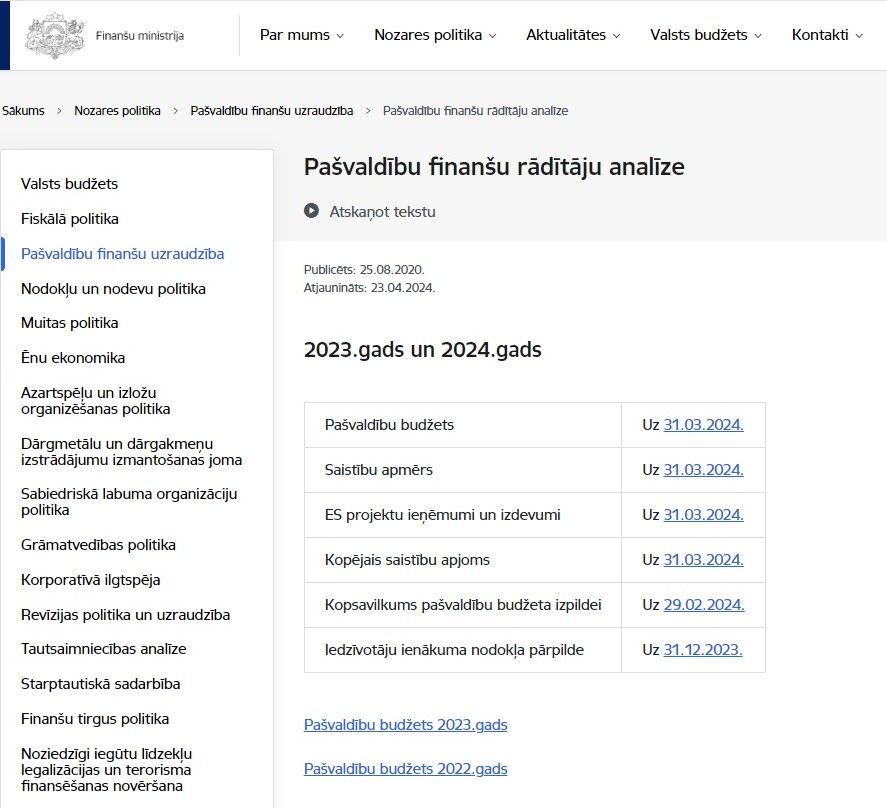 Finanšu ministrija
Par mums
Nozares politika
Aktualitātes
Valsts budžets
Kontakti
Sākums > Nozares politika > Pašvaldību finanšu uzraudzība > Pašvaldību finanšu rādītāju analīze
Valsts budžets
Fiskālā politika
Pašvaldību finanšu uzraudzība
Nodokļu un nodevu politika
Muitas politika
Ēnu ekonomika
Azartspēļu un izložu
organizēšanas politika
Dārgmetālu un dārgakmeņu
izstrādājumu izmantošanas joma
Sabiedriskā labuma organizāciju
politika
Grāmatvedības politika
Korporatīvā ilgtspēja
Revīzijas politika un uzraudzība
Tautsaimniecības analīze
Starptautiskā sadarbība
Finanšu tirgus politika
Noziedzīgi iegūtu līdzekļu
legalizācijas un terorisma
finansēšanas novēršana
Pašvaldību finanšu rādītāju analīze
Atskaņot tekstu
Publicēts: 25.08.2020.
Atjaunināts: 23.04.2024.
2023.gads un 2024.gads
Pašvaldību budžets Uz 31.03.2024.
Saistību apmērs Uz 31.03.2024.
ES projektu ieņēmumi un izdevumi Uz 31.03.2024.
Kopējais saistību apjoms Uz 31.03.2024.
Kopsavilkums pašvaldību budžeta izpildei Uz 29.02.2024.
Iedzīvotāju ienākuma nodokļa pārpilde Uz 31.12.2023.
Pašvaldību budžets 2023.gads
Pašvaldību budžets 2022.gads